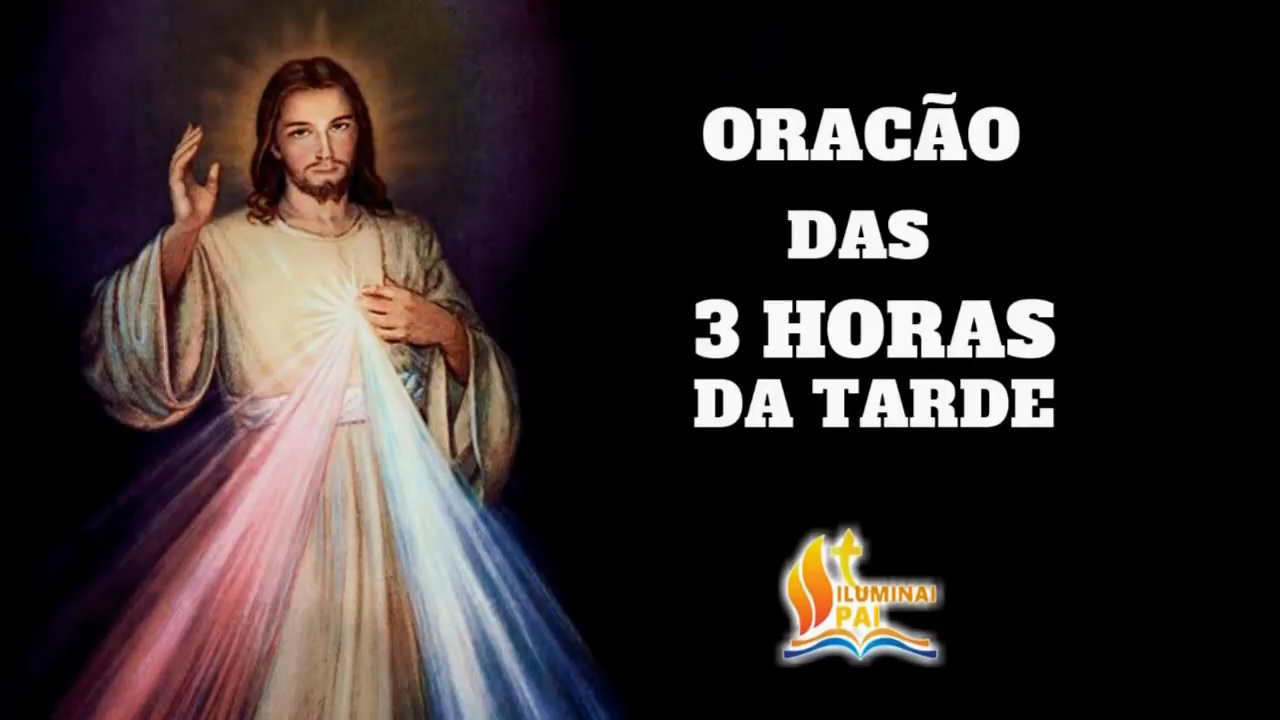 ORACÃO
DAS
3 HORAS
DA TARDE
ILUMINAI
PAI